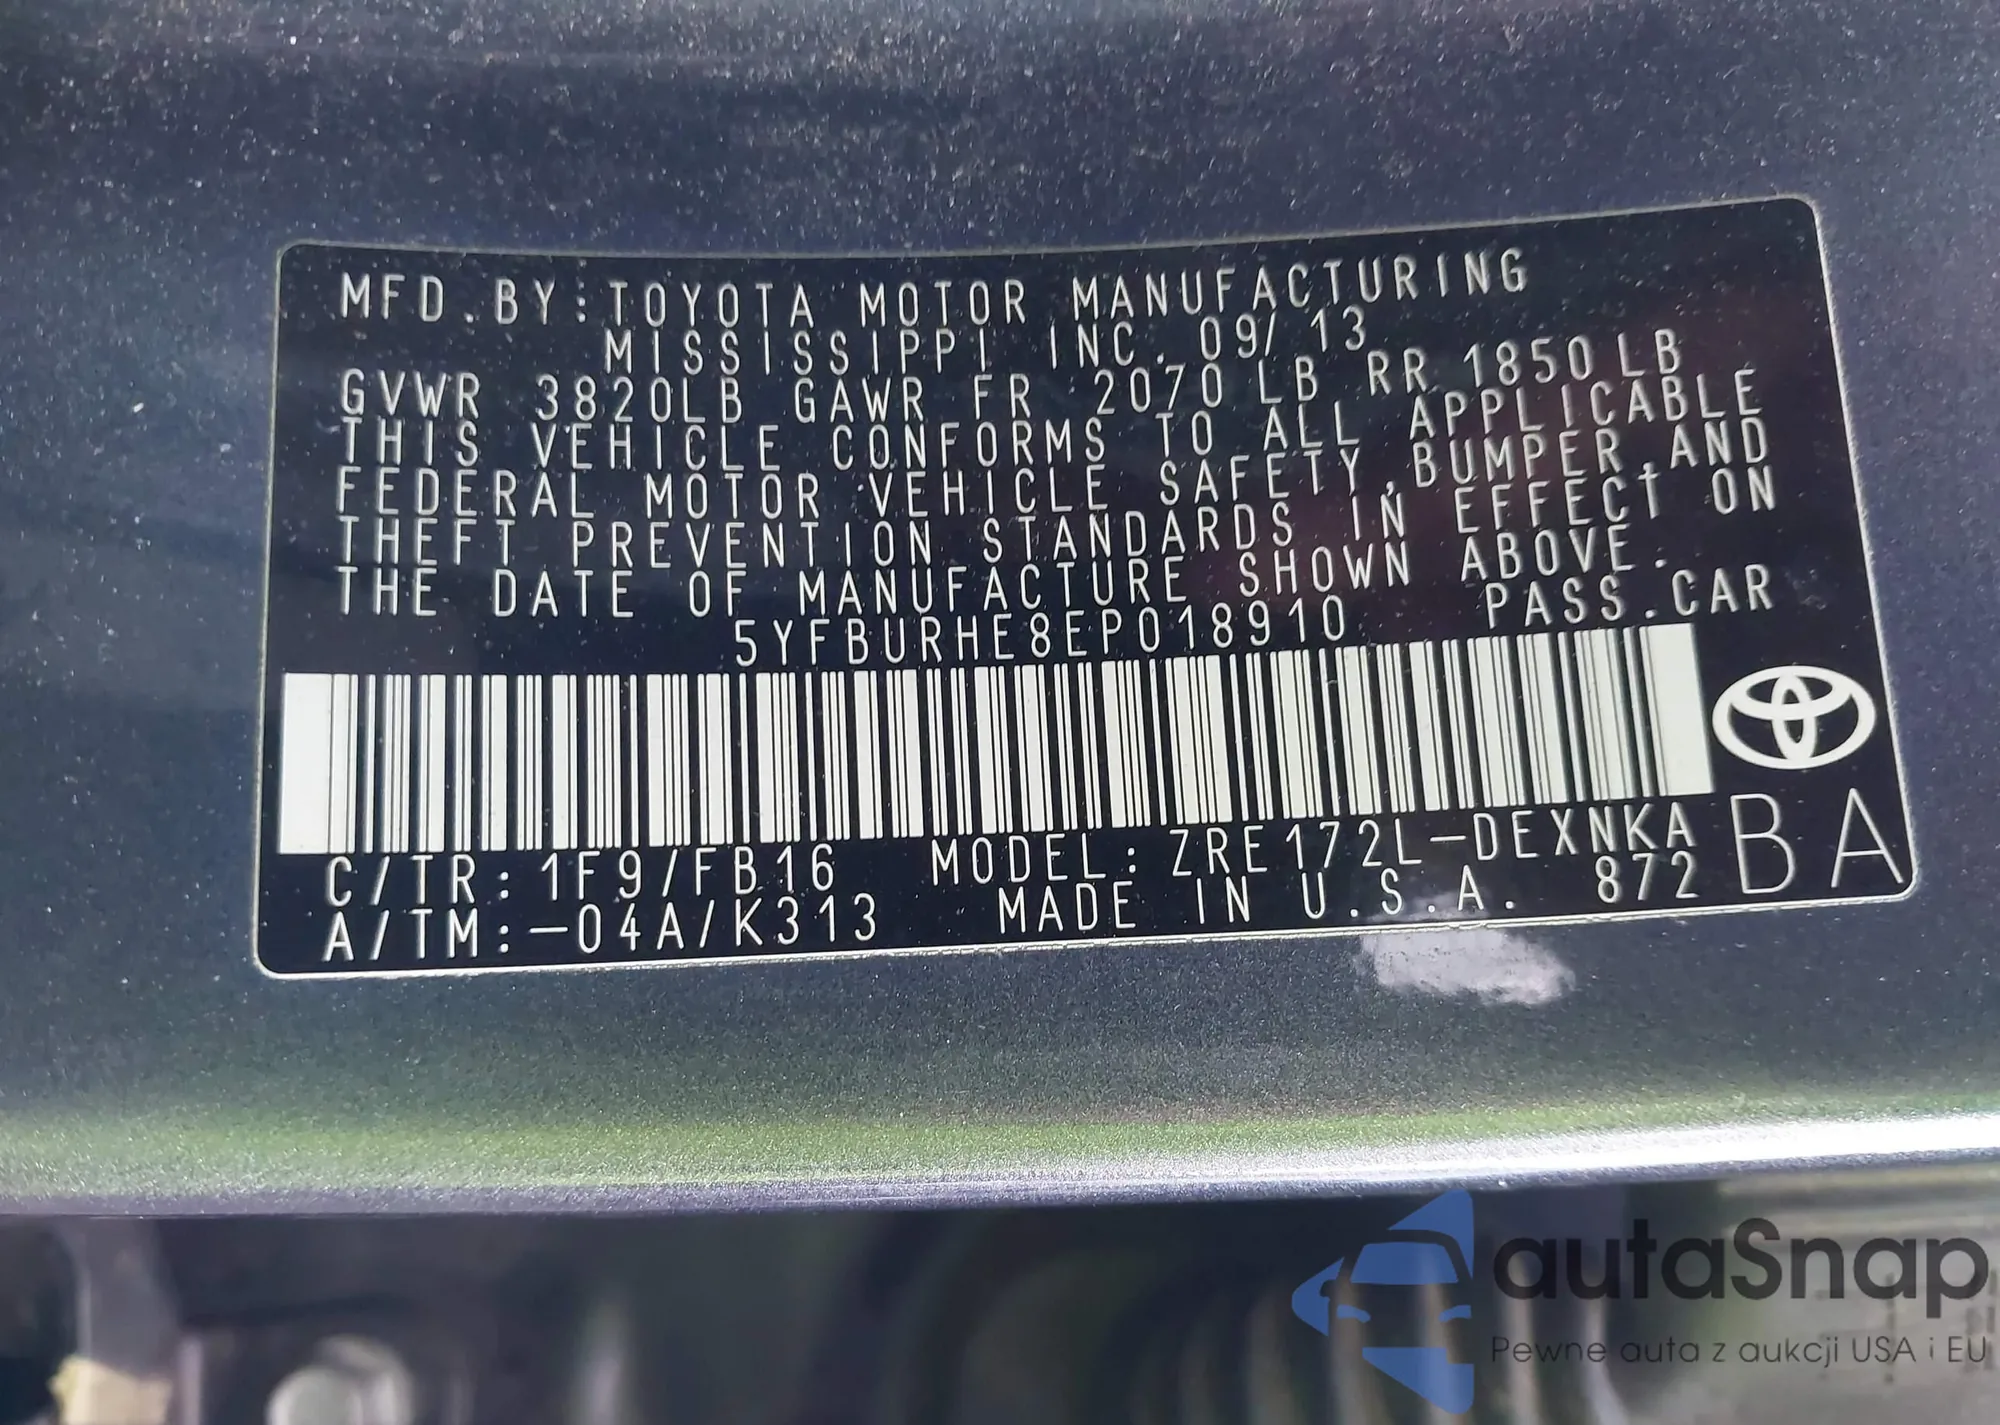 MFD.BY:TOYOTA MOTOR MANUFACTURING
MISSISSIPPI INC. 09/ 13
GVWR 3820LB GAWR FR 2070 LB RR 1850 LB
THIS VEHICLE CONFORMS TO ALL APPLICABLE
FEDERAL MOTOR VEHICLE SAFETY,BUMPER,AND
THEFT PREVENTION STANDARDS IN EFFECT ON
THE DATE OF MANUFACTURE SHOWN ABOVE.
5YFBURHE8EP018910 PASS.CAR
C/TR:1F9/FB16 MODEL:ZRE172L-DEXNKA
A/TM:-04A/K313 MADE IN U.S.A. 872
BA
autaSnap
Pewne auta z aukcji USA i EU